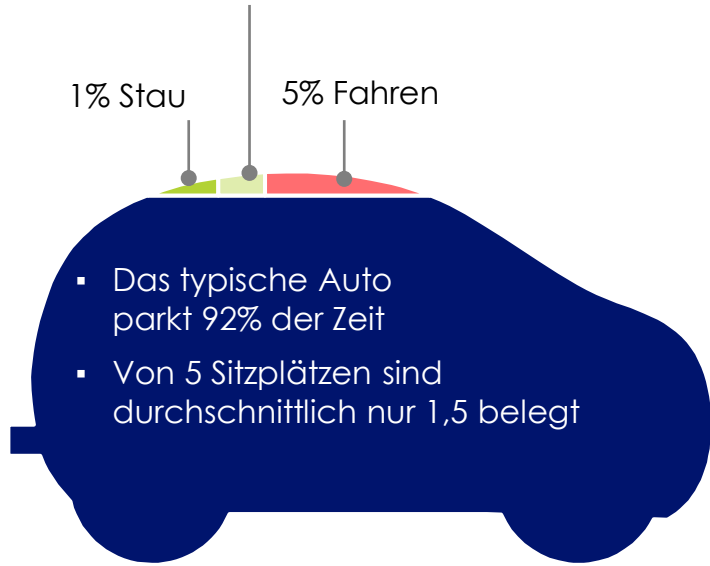 1% Stau
5% Fahren
▪ Das typische Auto
parkt 92% der Zeit
▪ Von 5 Sitzplätzen sind
durchschnittlich nur 1,5 belegt